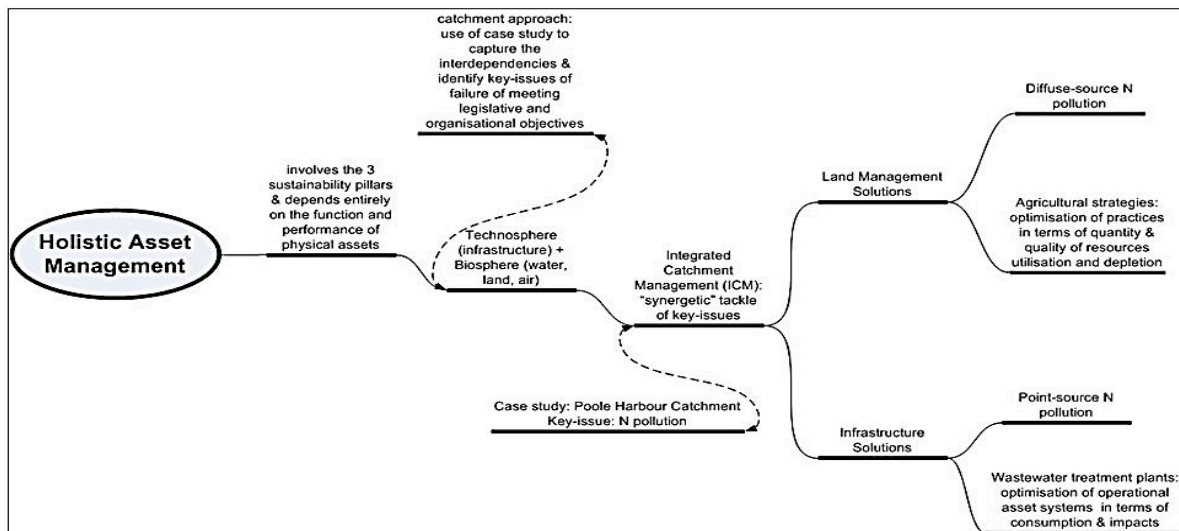 catchment approach:
use of case study to
capture the
interdependencies &
identify key-issues of
failure of meeting
legislative and
organisational objectives
Holistic Asset
Management
involves the 3
sustainability pillars
& depends entirely
on the function and
performance of
physical assets
Technosphere
(infrastructure) +
Biosphere (water,
land, air)
Integrated
Catchment
Management (ICM):
"synergetic" tackle
of key-issues
Case study: Poole Harbour Catchment
Key-issue: N pollution
Land Management
Solutions
Diffuse-source N
pollution
Agricultural strategies:
optimisation of practices
in terms of quantity &
quality of resources
utilisation and depletion
Infrastructure
Solutions
Point-source N
pollution
Wastewater treatment plants:
optimisation of operational
asset systems in terms of
consumption & impacts